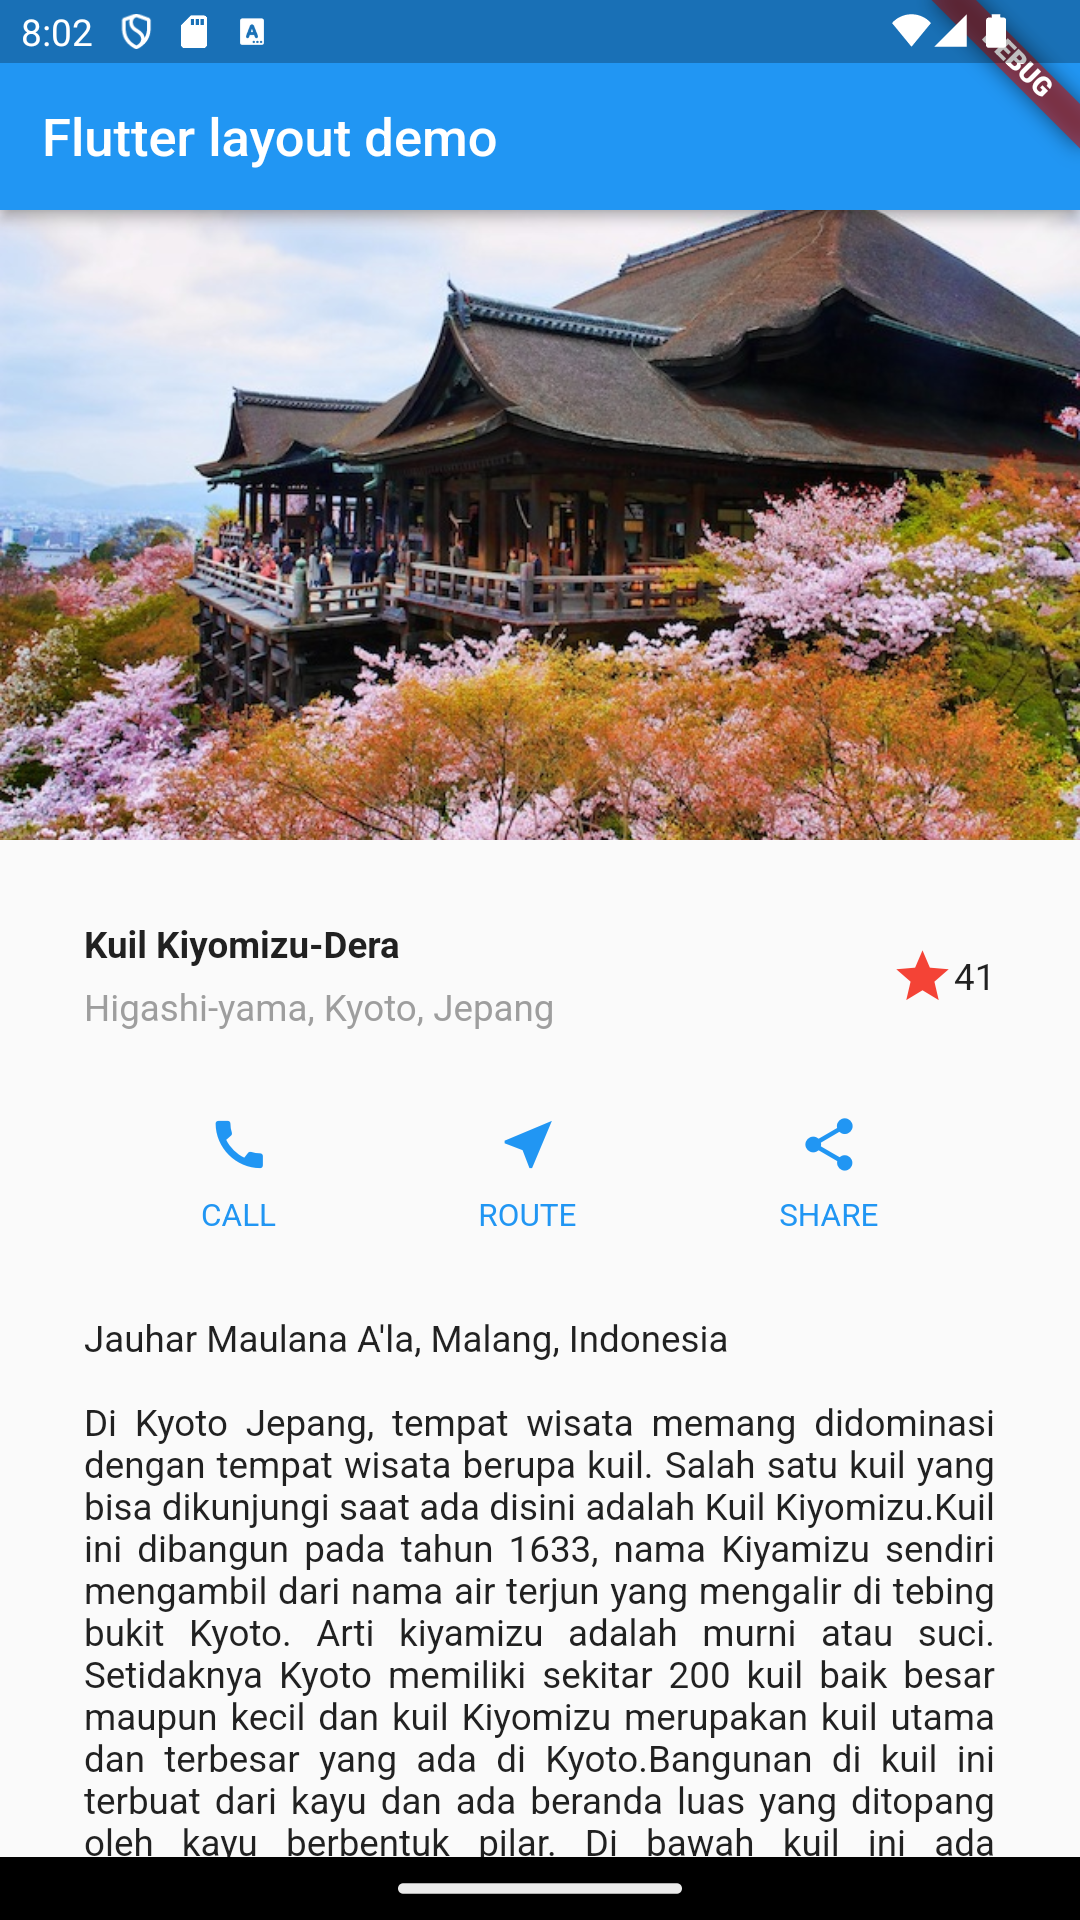 8:02
DEBUG
Flutter layout demo
Kuil Kiyomizu-Dera
Higashi-yama, Kyoto, Jepang
41
CALL
ROUTE
SHARE
Jauhar Maulana A'la, Malang, Indonesia
Di Kyoto Jepang, tempat wisata memang didominasi
dengan tempat wisata berupa kuil. Salah satu kuil yang
bisa dikunjungi saat ada disini adalah Kuil Kiyomizu.Kuil
ini dibangun pada tahun 1633, nama Kiyamizu sendiri
mengambil dari nama air terjun yang mengalir di tebing
bukit Kyoto. Arti kiyamizu adalah murni atau suci.
Setidaknya Kyoto memiliki sekitar 200 kuil baik besar
maupun kecil dan kuil Kiyomizu merupakan kuil utama
dan terbesar yang ada di Kyoto.Bangunan di kuil ini
terbuat dari kayu dan ada beranda luas yang ditopang
oleh kayu berbentuk pilar. Di bawah kuil ini ada